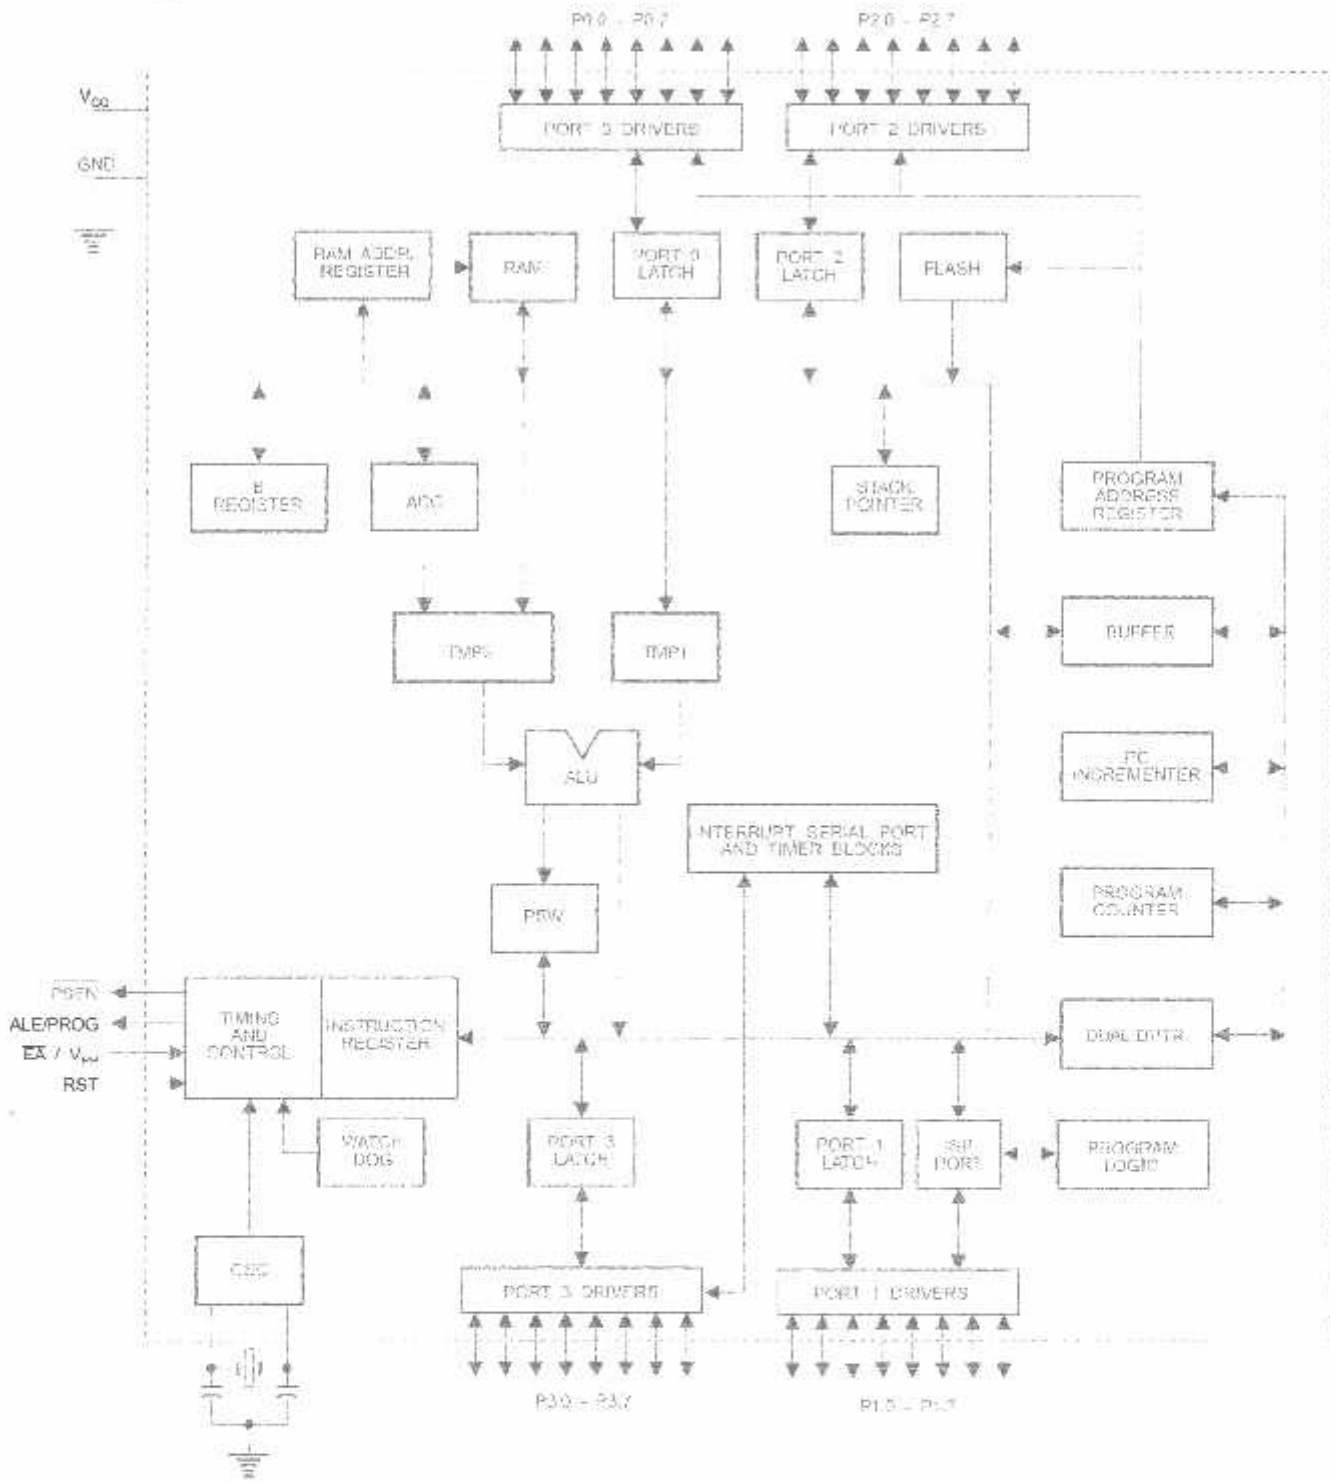 P0.0 - P0.7
P2.0 - P2.7
VCC
PORT 0 DRIVERS
PORT 2 DRIVERS
GND
RAM ADDR.
REGISTER
RAM
PORT 0
LATCH
PORT 2
LATCH
FLASH
B
REGISTER
ACC
STACK
POINTER
PROGRAM
ADDRESS
REGISTER
TMP2
TMP1
BUFFER
ALU
PC
INCREMENTER
INTERRUPT, SERIAL PORT,
AND TIMER BLOCKS
PSW
PROGRAM
COUNTER
PSEN
ALE/PROG
EA / VPP
RST
TIMING
AND
CONTROL
INSTRUCTION
REGISTER
DUAL DPTR
WATCH
DOG
PORT 3
LATCH
PORT 1
LATCH
ISP
PORT
PROGRAM
LOGIC
OSC
PORT 3 DRIVERS
PORT 1 DRIVERS
P3.0 - P3.7
P1.0 - P1.7